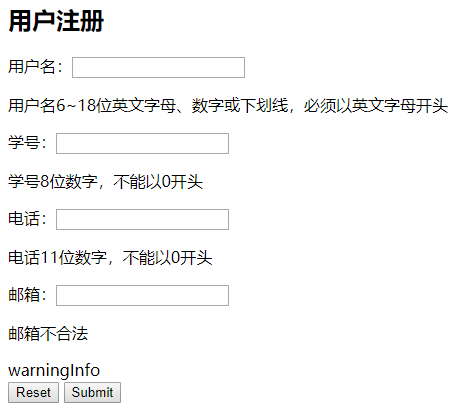 用户注册
用户名：
用户名6~18位英文字母、数字或下划线，必须以英文字母开头
学号：
学号8位数字，不能以0开头
电话：
电话11位数字，不能以0开头
邮箱：
邮箱不合法
warningInfo
Reset Submit